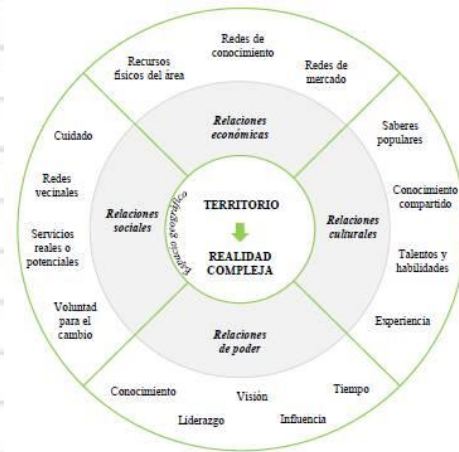 Redes de
conocimiento
Recursos
físicos del área
Redes de
mercado
Relaciones
económicas
Saberes
populares
Conocimiento
compartido
Talentos y
habilidades
Experiencia
Relaciones
culturales
Cuidado
Redes
vecinales
Servicios
reales o
potenciales
Voluntad
para el
cambio
Relaciones
sociales
Espacio geográfico
TERRITORIO
REALIDAD
COMPLEJA
Relaciones
de poder
Conocimiento
Liderazgo
Visión
Influencia
Tiempo